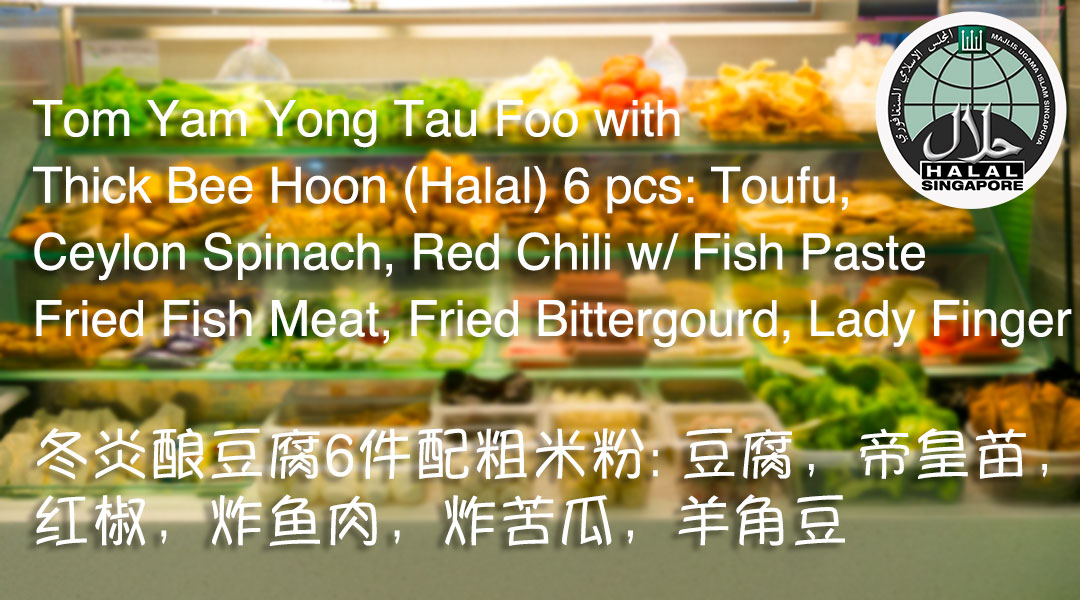 Tom Yam Yong Tau Foo with
Thick Bee Hoon (Halal) 6 pcs: Toufu,
Ceylon Spinach, Red Chili w/ Fish Paste
Fried Fish Meat, Fried Bittergourd, Lady Finger
冬炎酿豆腐6件配粗米粉: 豆腐，帝皇苗，
红椒，炸鱼肉，炸苦瓜，羊角豆
المجلس الاسلامي السنغافوري
MAJLIS UGAMA ISLAM SINGAPURA
حلال
HALAL
SINGAPORE